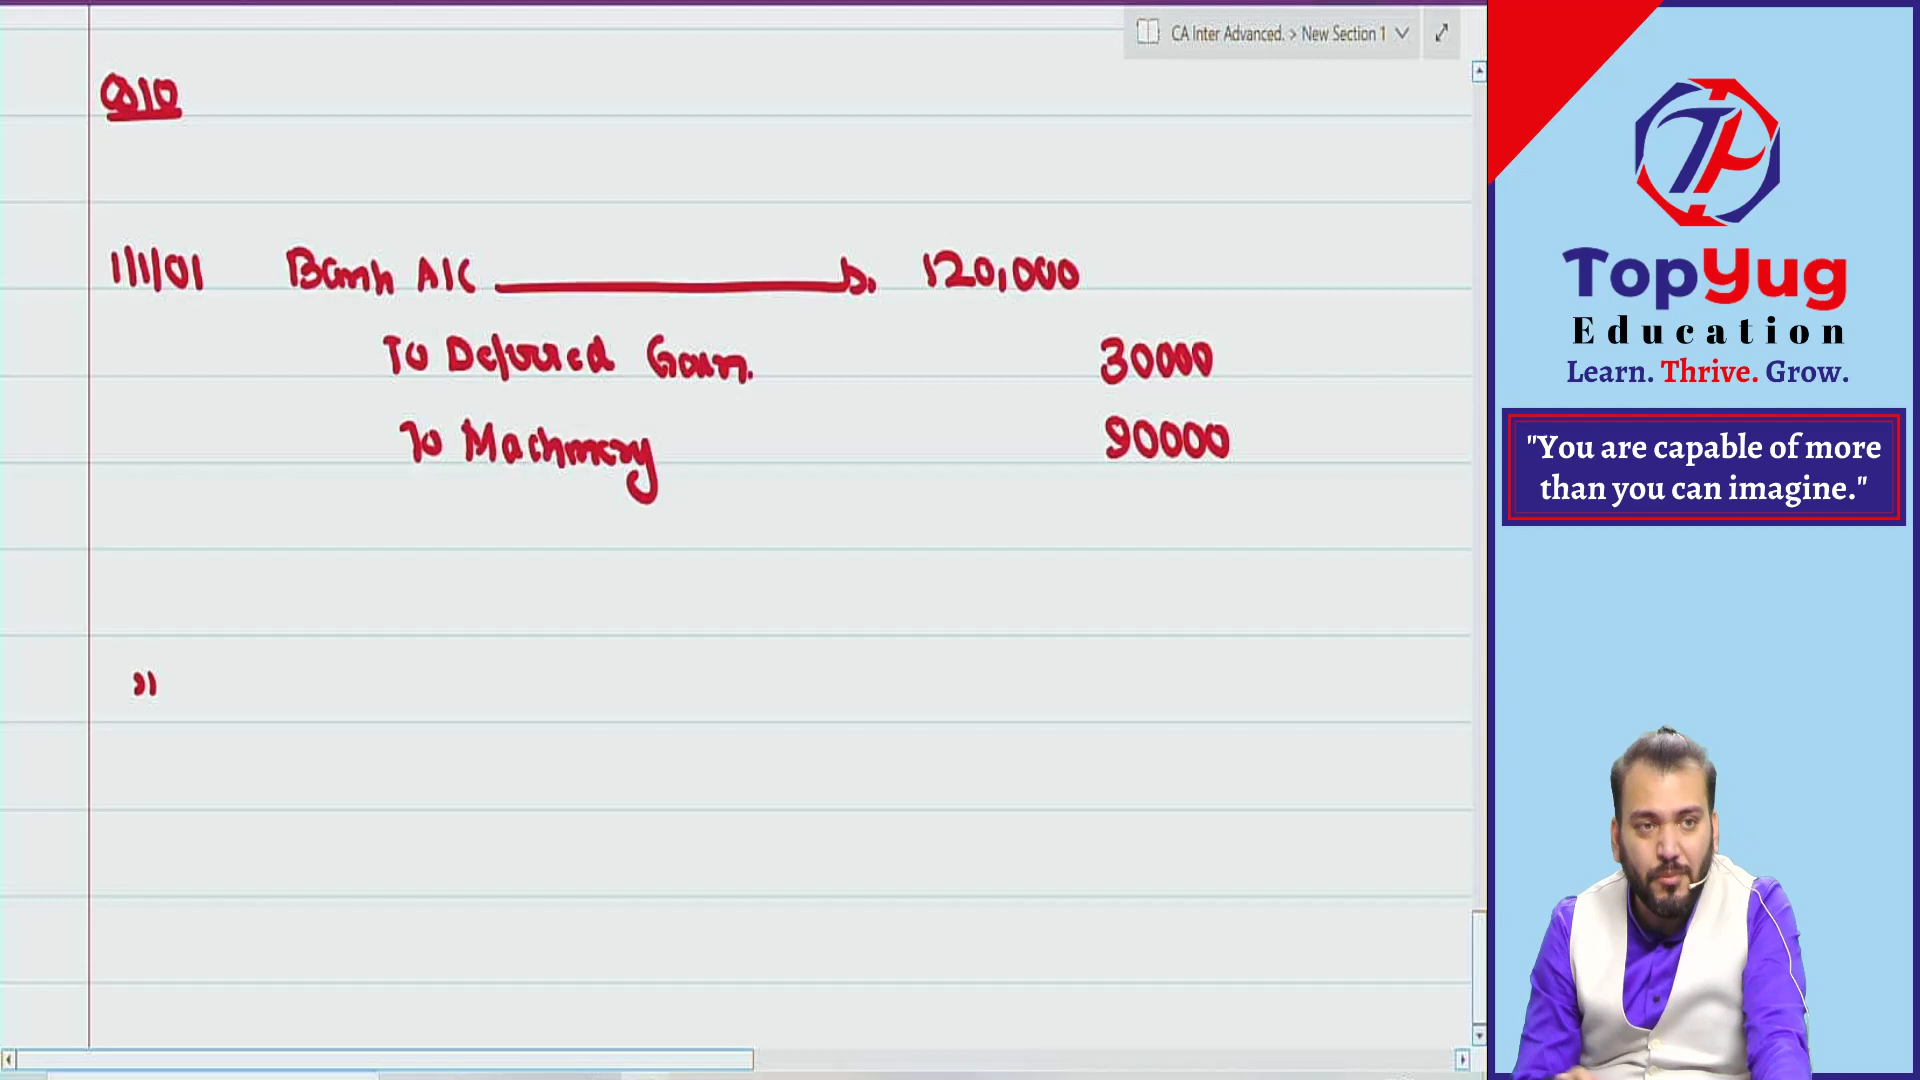 CA Inter Advanced. > New Section 1
Q10
1/1/01 Bank A/C Dr. 120,000
To Deferred Gain. 30000
To Machinery 90000
"
TopYug
Education
Learn. Thrive. Grow.
"You are capable of more
than you can imagine."